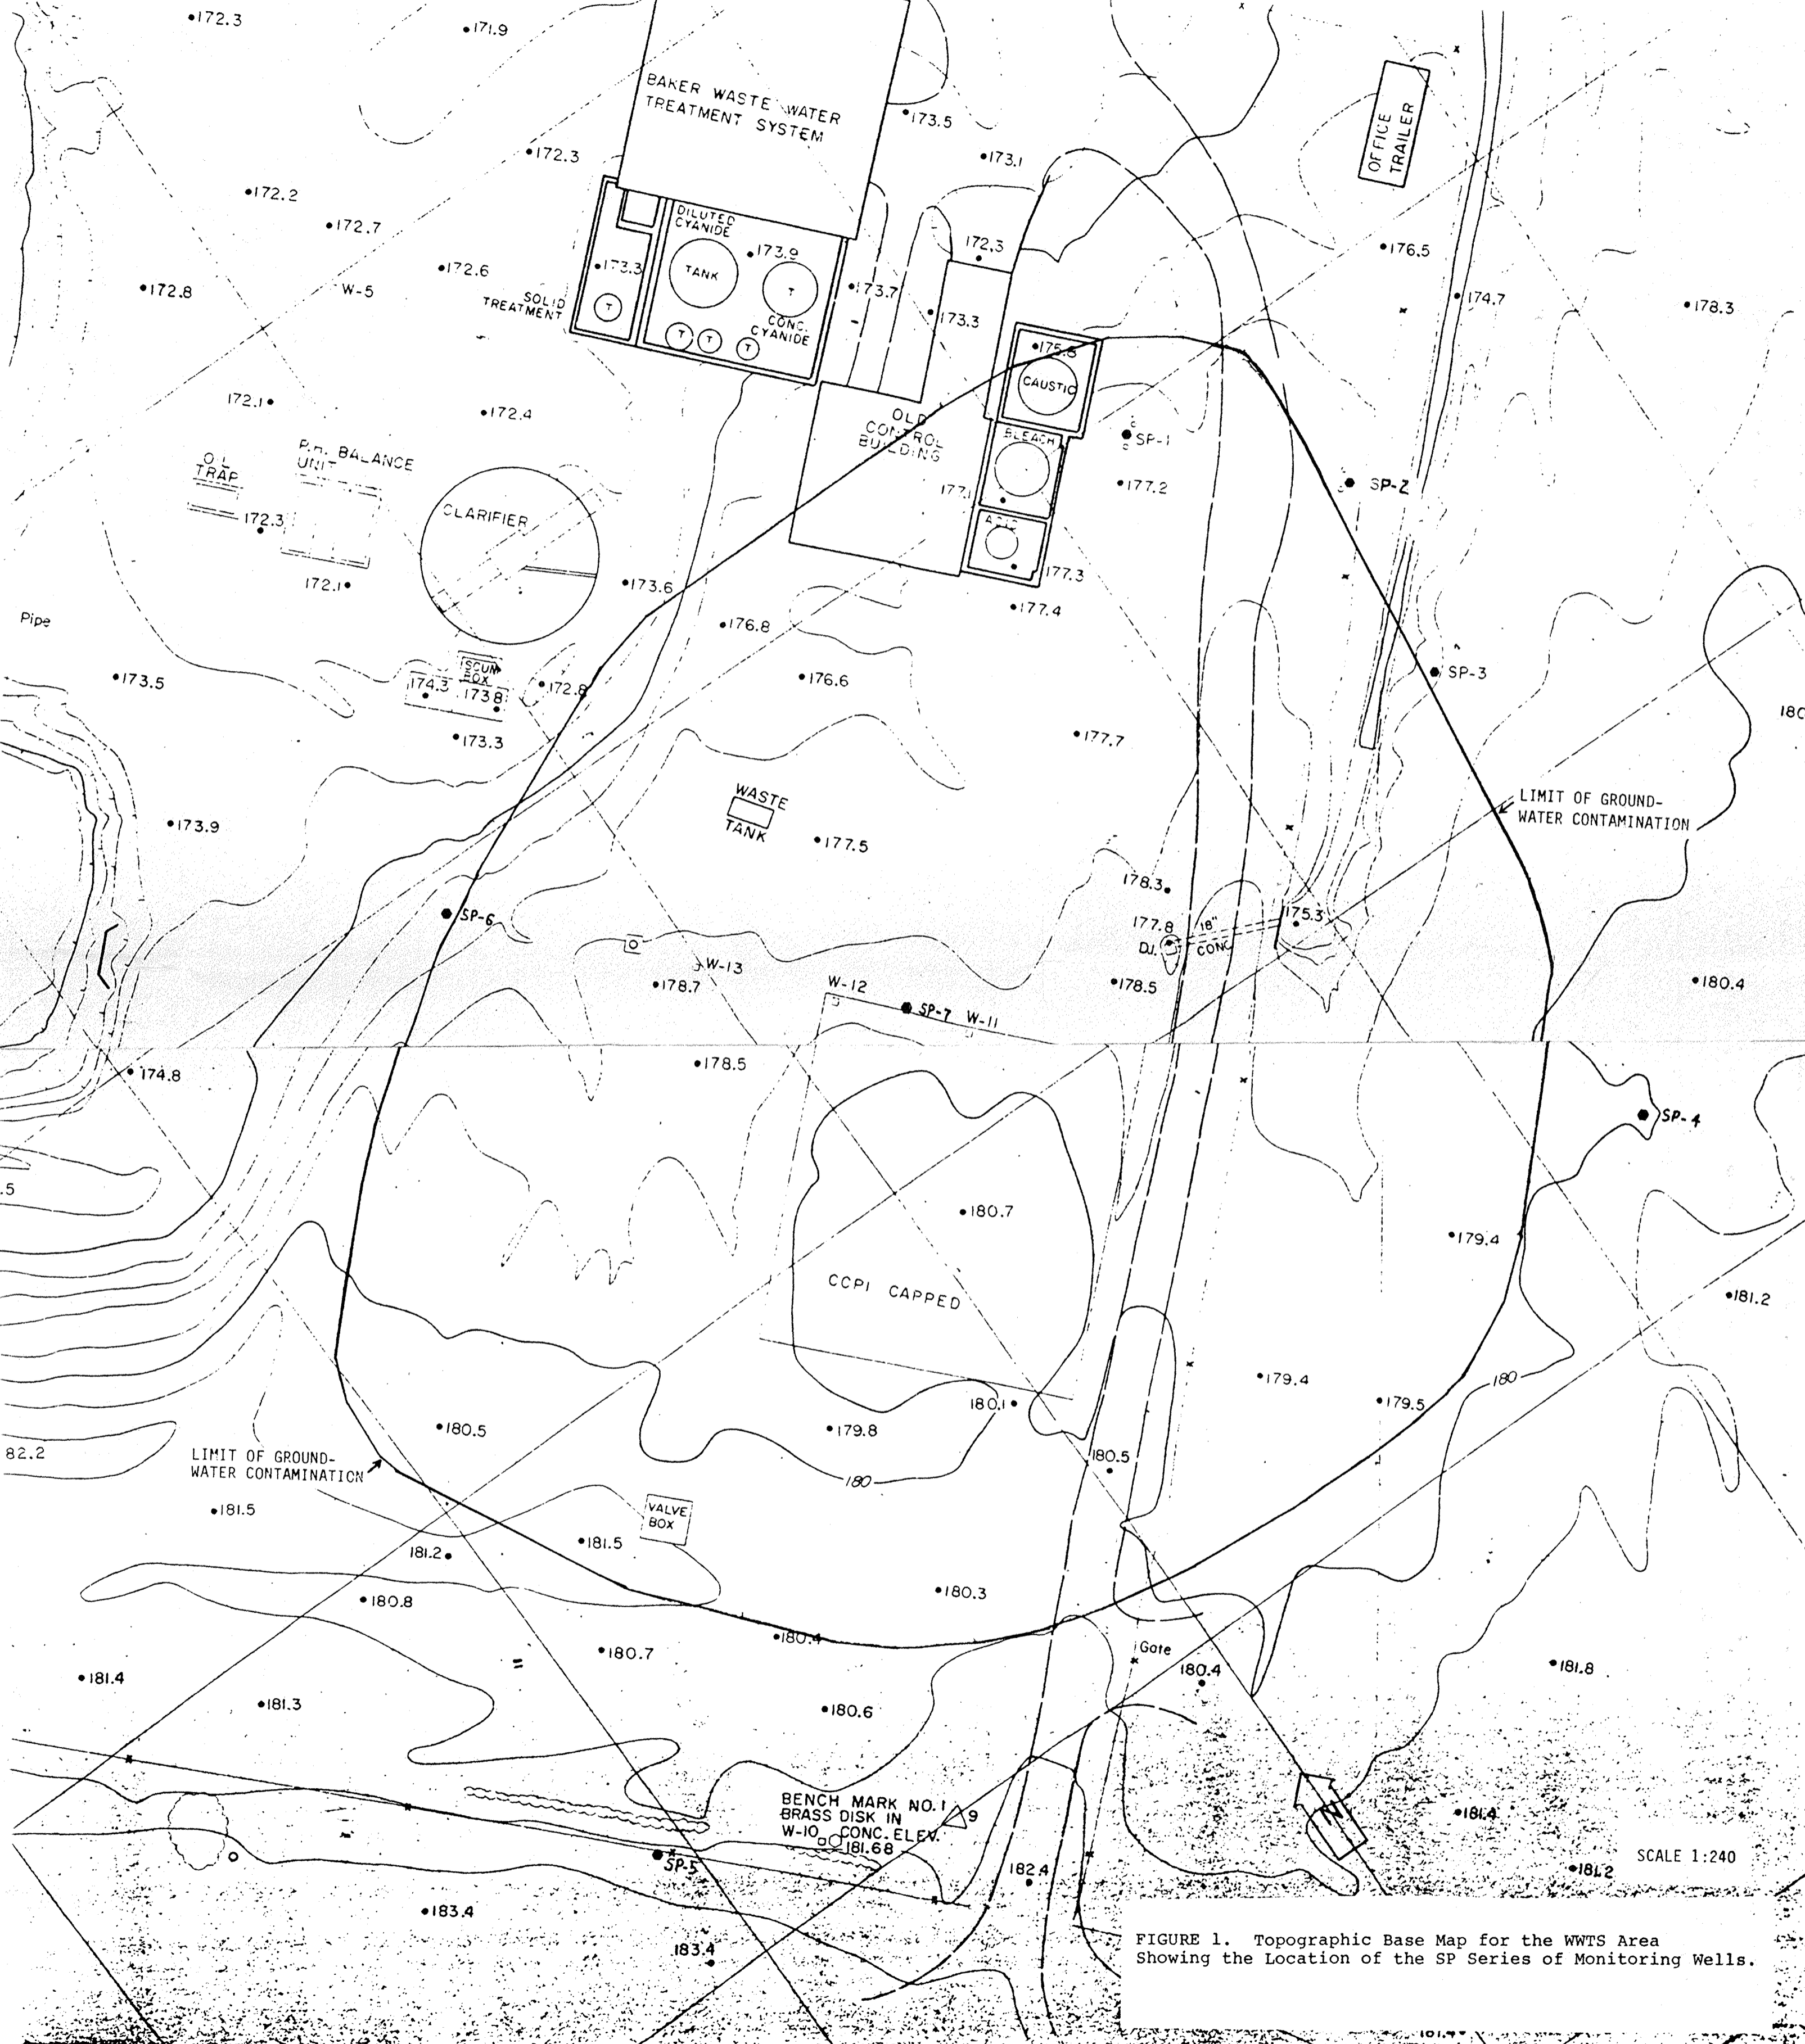 172.3
171.9
BAKER WASTE WATER
TREATMENT SYSTEM
173.5
OFFICE
TRAILER
172.3
173.1
172.2
172.7
DILUTED
CYANIDE
173.9
172.3
176.5
172.6
173.3
TANK
T
172.8
W-5
SOLID
TREATMENT
T
173.7
174.7
178.3
CONC.
CYANIDE
173.3
T
T
T
175.8
CAUSTIC
172.1
172.4
OLD
CONTROL
BUILDING
BLEACH
SP-1
P.H. BALANCE
UNIT
TRAP
177.1
177.2
SP-2
CLARIFIER
172.3
ACID
172.1
173.6
177.3
177.4
Pipe
176.8
SCUM
BOX
173.5
174.3
173.8
172.8
176.6
SP-3
180
173.3
177.7
WASTE
TANK
LIMIT OF GROUND-
WATER CONTAMINATION
173.9
177.5
178.3
SP-6
177.8
18"
175.3
D.I.
CONC
W-13
178.7
W-12
178.5
180.4
SP-7
W-11
174.8
178.5
SP-4
.5
180.7
179.4
CCPI CAPPED
181.2
179.4
180
180.1
179.5
180.5
179.8
82.2
LIMIT OF GROUND-
WATER CONTAMINATION
180
180.5
181.5
VALVE
BOX
181.5
181.2
180.3
180.8
180.4
180.7
Gate
180.4
181.8
181.4
181.3
180.6
BENCH MARK NO. 1
BRASS DISK IN
W-10 CONC. ELEV.
181.68
9
N
181.4
SP-5
182.4
SCALE 1:240
181.2
183.4
183.4
FIGURE 1. Topographic Base Map for the WWTS Area
Showing the Location of the SP Series of Monitoring Wells.